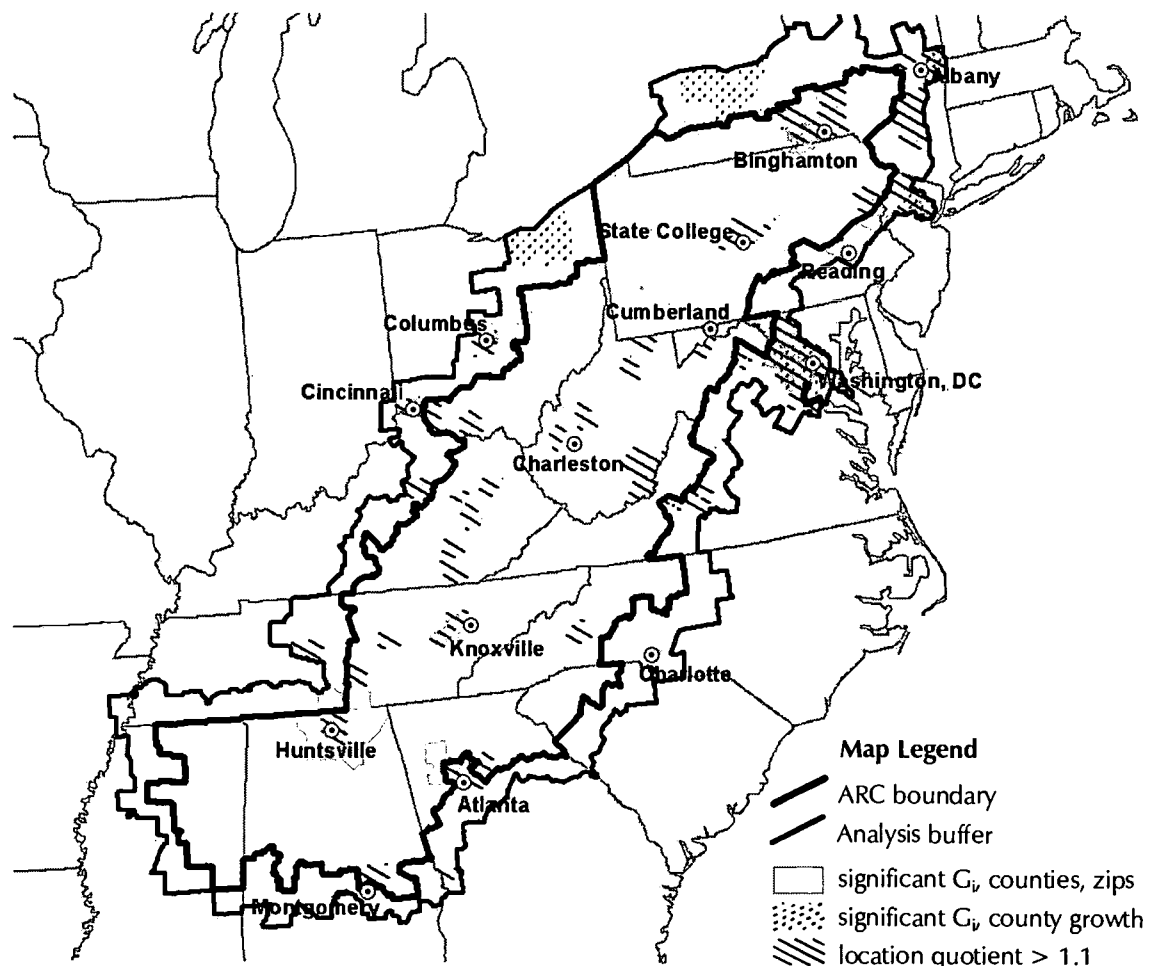 Albany
Binghamton
State College
Reading
Cumberland
Columbus
Washington, DC
Cincinnati
Charleston
Knoxville
Charlotte
Huntsville
Atlanta
Montgomery
Map Legend
ARC boundary
Analysis buffer
significant Gi, counties, zips
significant Gi, county growth
location quotient > 1.1